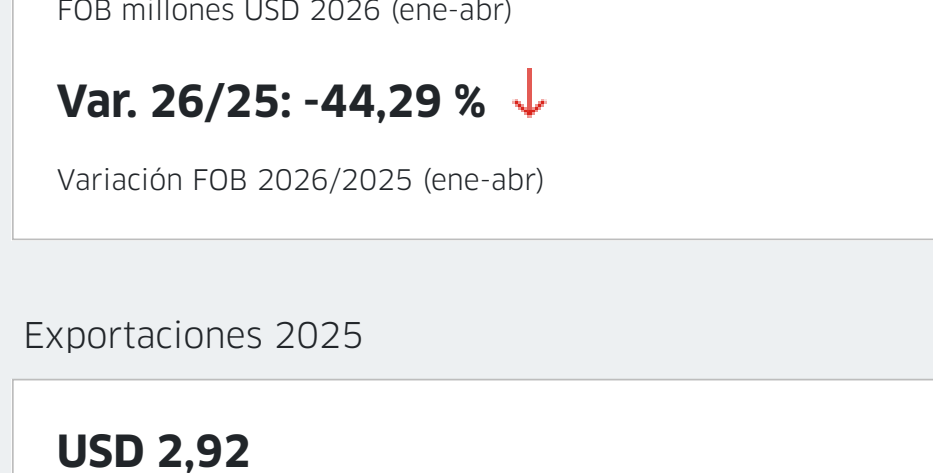 FOB millones USD 2026 (ene-abr)
Var. 26/25: -44,29 %
Variación FOB 2026/2025 (ene-abr)
Exportaciones 2025
USD 2,92